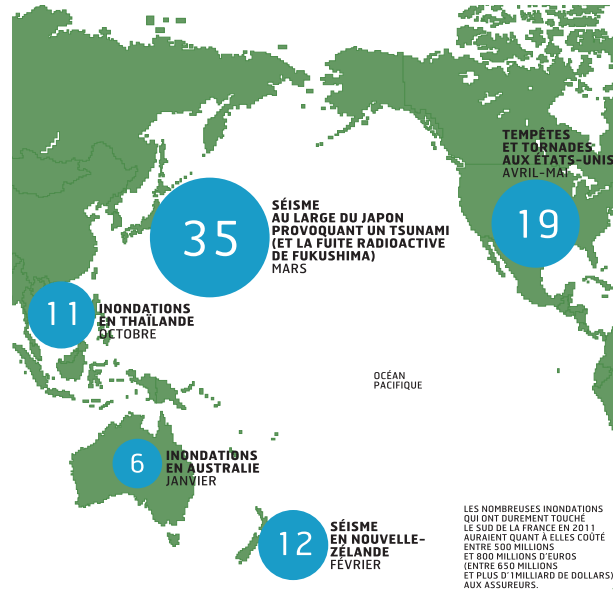 TEMPÊTES
ET TORNADES
AUX ÉTATS-UNIS
AVRIL-MAI
19
SÉISME
AU LARGE DU JAPON
PROVOQUANT UN TSUNAMI
(ET LA FUITE RADIOACTIVE
DE FUKUSHIMA)
MARS
35
11
INONDATIONS
EN THAÏLANDE
OCTOBRE
OCÉAN
PACIFIQUE
6
INONDATIONS
EN AUSTRALIE
JANVIER
12
SÉISME
EN NOUVELLE-
ZÉLANDE
FÉVRIER
LES NOMBREUSES INONDATIONS
QUI ONT DUREMENT TOUCHÉ
LE SUD DE LA FRANCE EN 2011
AURAIENT QUANT À ELLES COÛTÉ
ENTRE 500 MILLIONS
ET 800 MILLIONS D'EUROS
(ENTRE 650 MILLIONS
ET PLUS D'1 MILLIARD DE DOLLARS)
AUX ASSUREURS.